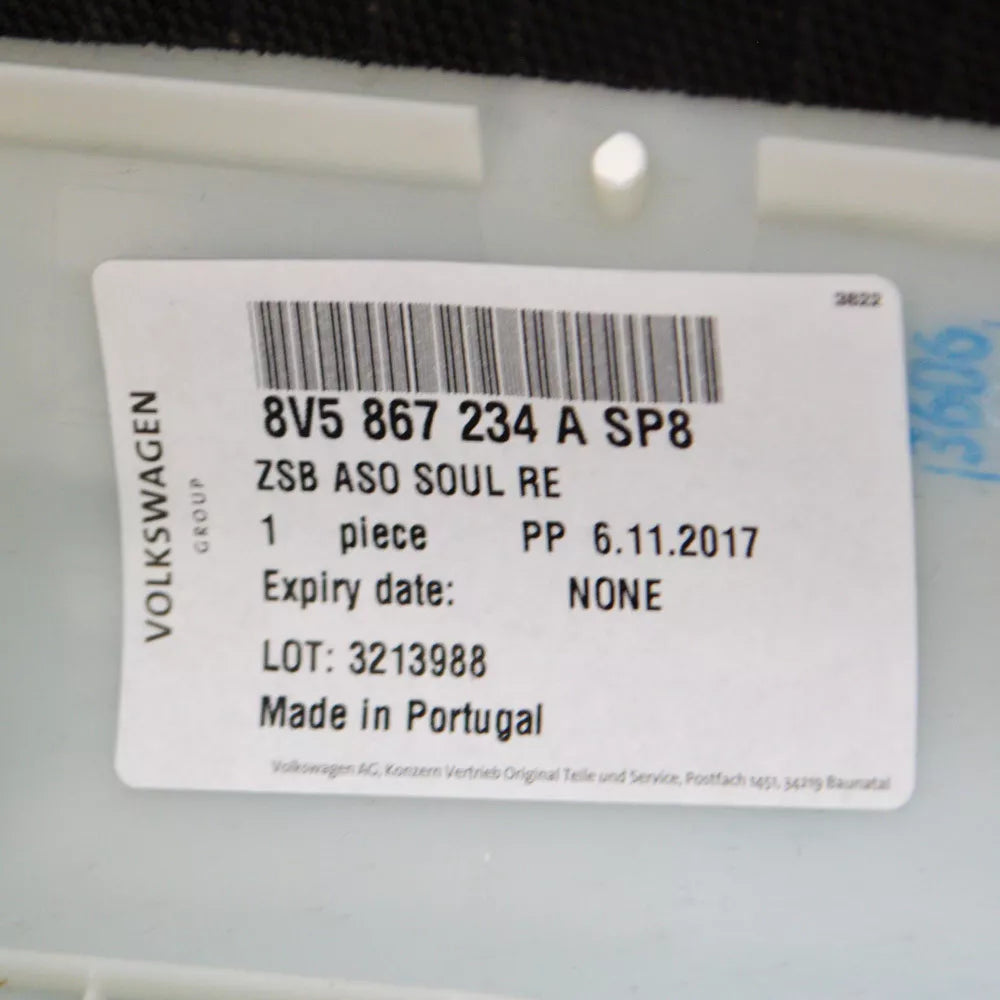 3822
8V5 867 234 A SP8
ZSB ASO SOUL RE
1 piece PP 6.11.2017
Expiry date: NONE
LOT: 3213988
Made in Portugal
Volkswagen AG, Konzern Vertrieb Original Teile und Service, Postfach 1451, 34219 Baunatal
VOLKSWAGEN
GROUP
13606